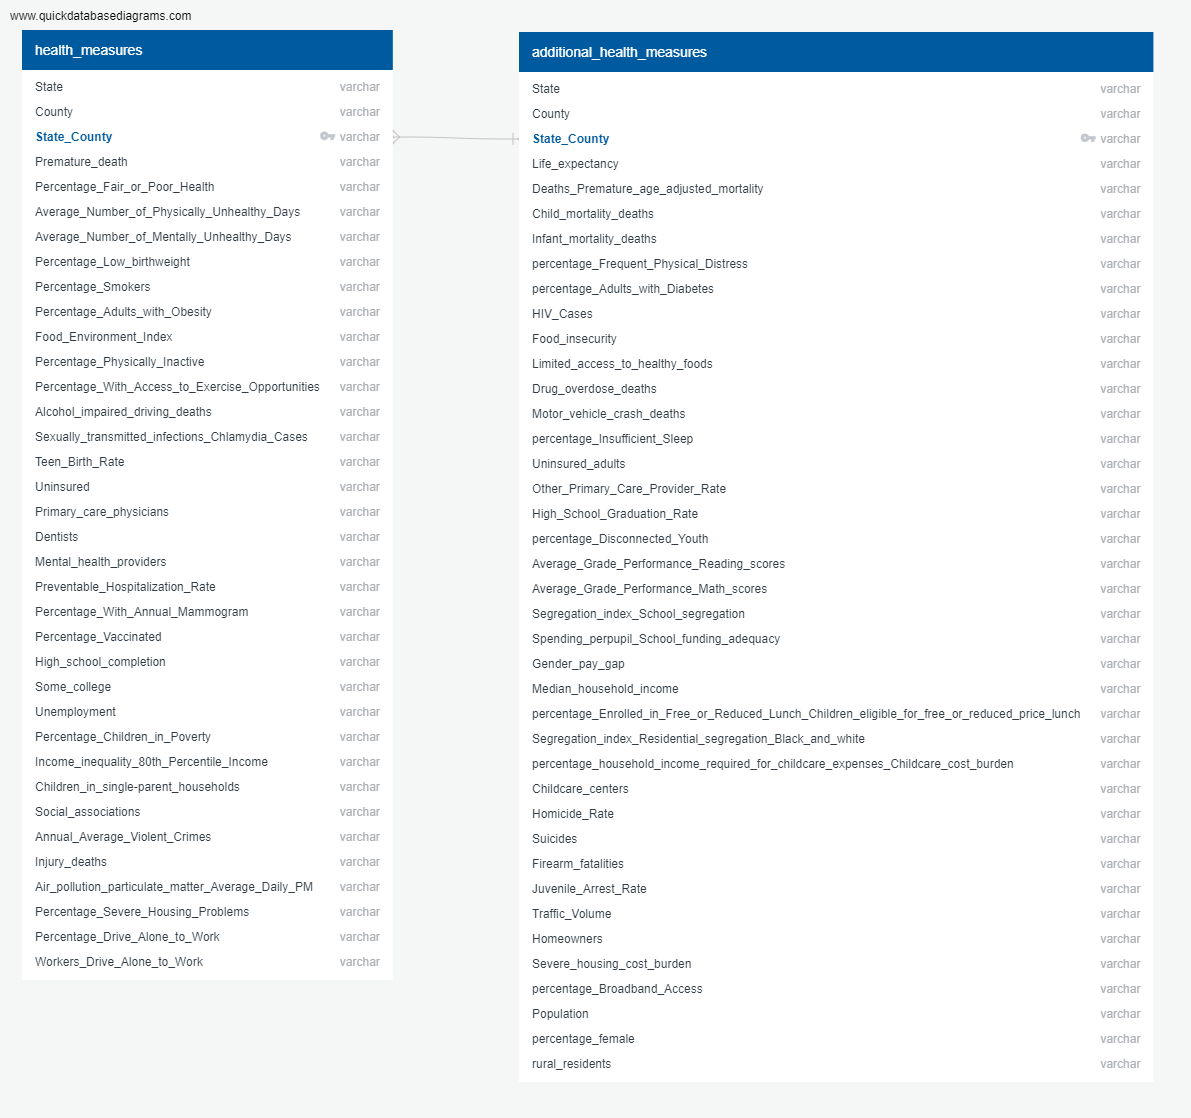 www.quickdatabasediagrams.com
health_measures
State varchar
County varchar
State_County varchar
Premature_death varchar
Percentage_Fair_or_Poor_Health varchar
Average_Number_of_Physically_Unhealthy_Days varchar
Average_Number_of_Mentally_Unhealthy_Days varchar
Percentage_Low_birthweight varchar
Percentage_Smokers varchar
Percentage_Adults_with_Obesity varchar
Food_Environment_Index varchar
Percentage_Physically_Inactive varchar
Percentage_With_Access_to_Exercise_Opportunities varchar
Alcohol_impaired_driving_deaths varchar
Sexually_transmitted_infections_Chlamydia_Cases varchar
Teen_Birth_Rate varchar
Uninsured varchar
Primary_care_physicians varchar
Dentists varchar
Mental_health_providers varchar
Preventable_Hospitalization_Rate varchar
Percentage_With_Annual_Mammogram varchar
Percentage_Vaccinated varchar
High_school_completion varchar
Some_college varchar
Unemployment varchar
Percentage_Children_in_Poverty varchar
Income_inequality_80th_Percentile_Income varchar
Children_in_single-parent_households varchar
Social_associations varchar
Annual_Average_Violent_Crimes varchar
Injury_deaths varchar
Air_pollution_particulate_matter_Average_Daily_PM varchar
Percentage_Severe_Housing_Problems varchar
Percentage_Drive_Alone_to_Work varchar
Workers_Drive_Alone_to_Work varchar
additional_health_measures
State varchar
County varchar
State_County varchar
Life_expectancy varchar
Deaths_Premature_age_adjusted_mortality varchar
Child_mortality_deaths varchar
Infant_mortality_deaths varchar
percentage_Frequent_Physical_Distress varchar
percentage_Adults_with_Diabetes varchar
HIV_Cases varchar
Food_insecurity varchar
Limited_access_to_healthy_foods varchar
Drug_overdose_deaths varchar
Motor_vehicle_crash_deaths varchar
percentage_Insufficient_Sleep varchar
Uninsured_adults varchar
Other_Primary_Care_Provider_Rate varchar
High_School_Graduation_Rate varchar
percentage_Disconnected_Youth varchar
Average_Grade_Performance_Reading_scores varchar
Average_Grade_Performance_Math_scores varchar
Segregation_index_School_segregation varchar
Spending_perpupil_School_funding_adequacy varchar
Gender_pay_gap varchar
Median_household_income varchar
percentage_Enrolled_in_Free_or_Reduced_Lunch_Children_eligible_for_free_or_reduced_price_lunch varchar
Segregation_index_Residential_segregation_Black_and_white varchar
percentage_household_income_required_for_childcare_expenses_Childcare_cost_burden varchar
Childcare_centers varchar
Homicide_Rate varchar
Suicides varchar
Firearm_fatalities varchar
Juvenile_Arrest_Rate varchar
Traffic_Volume varchar
Homeowners varchar
Severe_housing_cost_burden varchar
percentage_Broadband_Access varchar
Population varchar
percentage_female varchar
rural_residents varchar